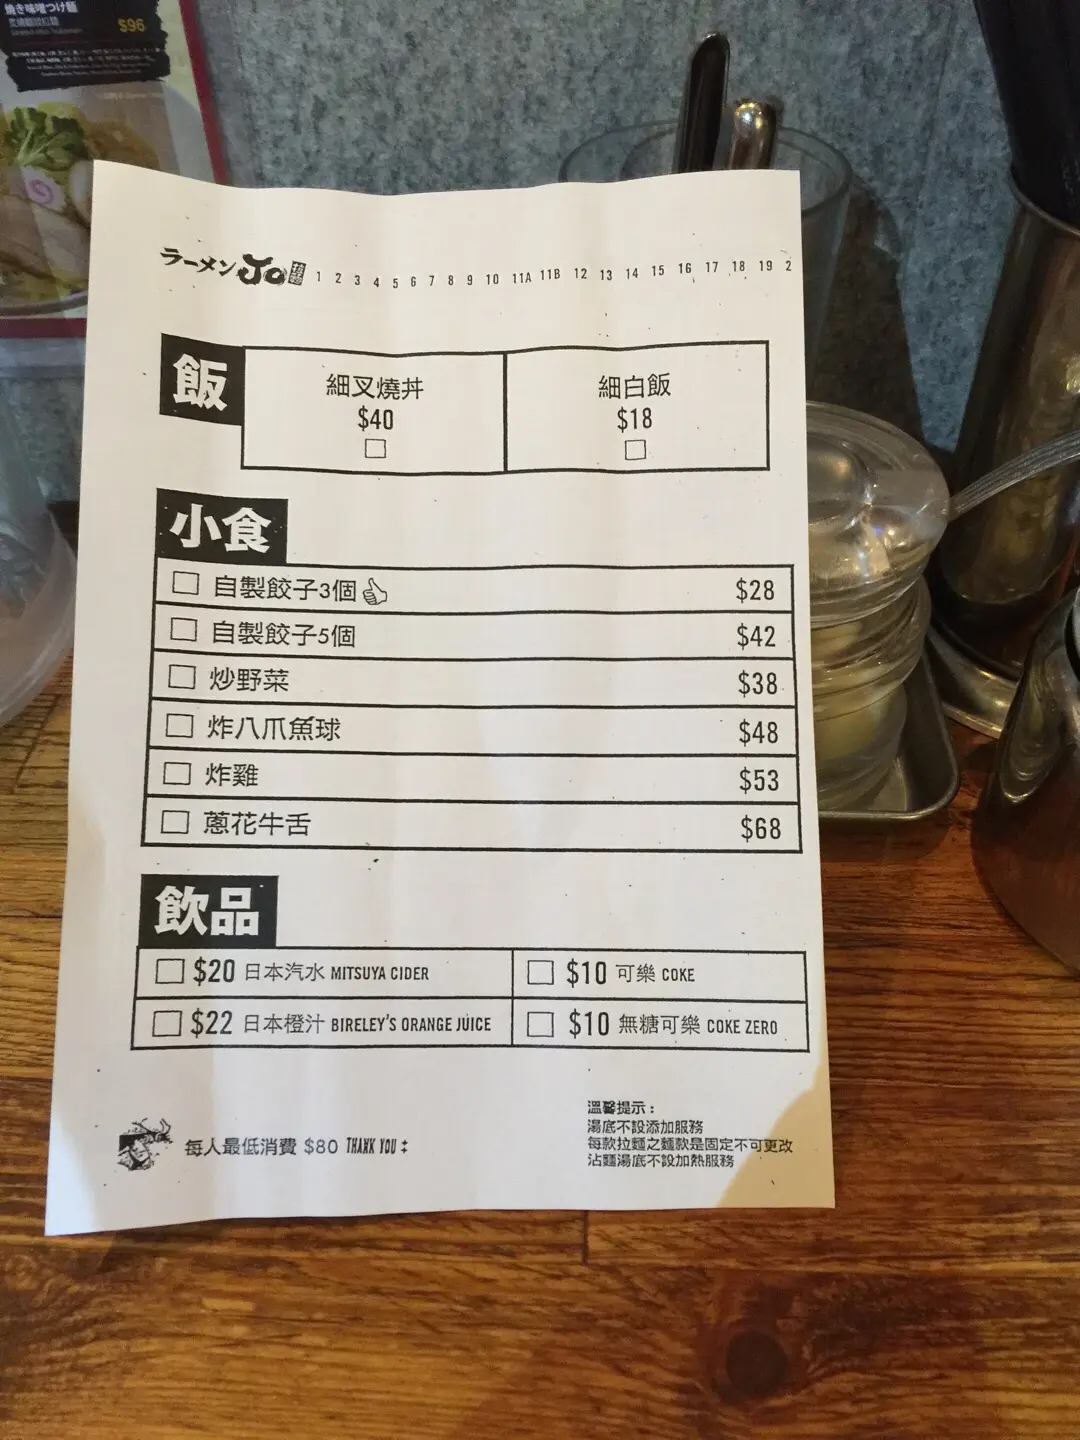 焼き味噌つけ麺
$96
ラーメン Jo 1 2 3 4 5 6 7 8 9 10 11A 11B 12 13 14 15 16 17 18 19 2
飯
細叉燒丼
$40
細白飯
$18
小食
自製餃子3個 $28
自製餃子5個 $42
炒野菜 $38
炸八爪魚球 $48
炸雞 $53
蔥花牛舌 $68
飲品
$20 日本汽水 MITSUYA CIDER
$10 可樂 COKE
$22 日本橙汁 BIRELEY'S ORANGE JUICE
$10 無糖可樂 COKE ZERO
每人最低消費 $80 THANK YOU
溫馨提示：
湯底不設添加服務
每款拉麵之麵款是固定不可更改
沾麵湯底不設加熱服務